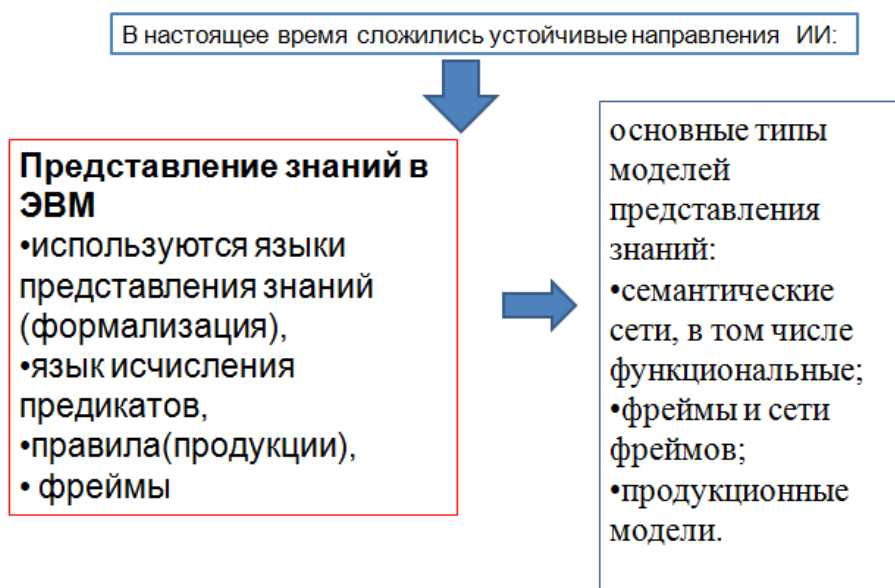 В настоящее время сложились устойчивые направления ИИ:
Представление знаний в
ЭВМ
•используются языки
представления знаний
(формализация),
•язык исчисления
предикатов,
•правила(продукции),
• фреймы
основные типы
моделей
представления
знаний:
•семантические
сети, в том числе
функциональные;
•фреймы и сети
фреймов;
•продукционные
модели.